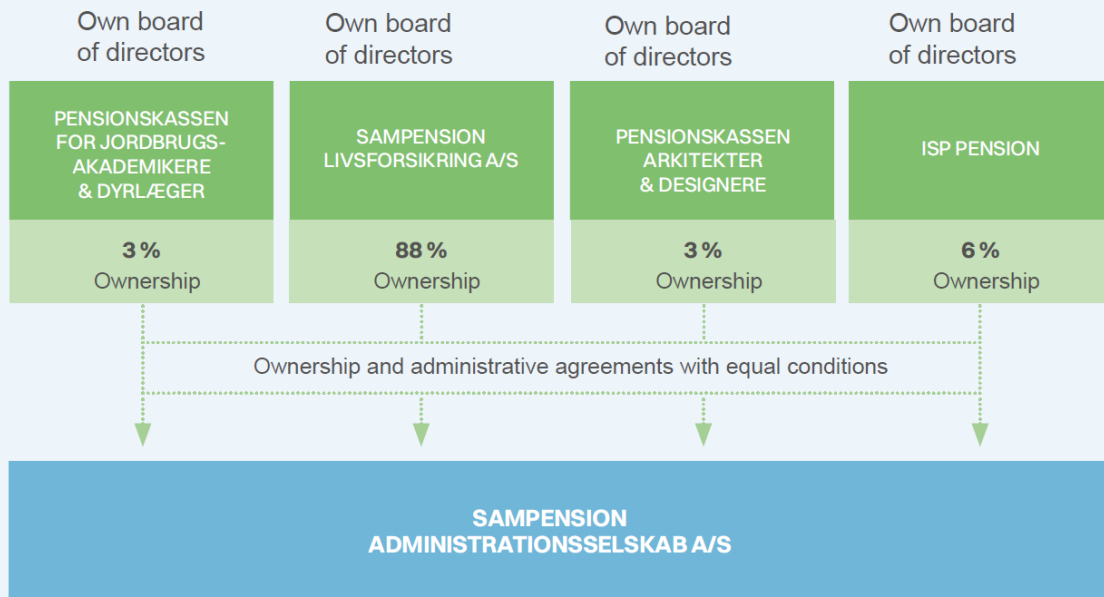 Own board
of directors
PENSIONSKASSEN
FOR JORDBRUGS-
AKADEMIKERE
& DYRLÆGER
3 %
Ownership
Own board
of directors
SAMPENSION
LIVSFORSIKRING A/S
88 %
Ownership
Own board
of directors
PENSIONSKASSEN
ARKITEKTER
& DESIGNERE
3 %
Ownership
Own board
of directors
ISP PENSION
6 %
Ownership
Ownership and administrative agreements with equal conditions
SAMPENSION
ADMINISTRATIONSSELSKAB A/S